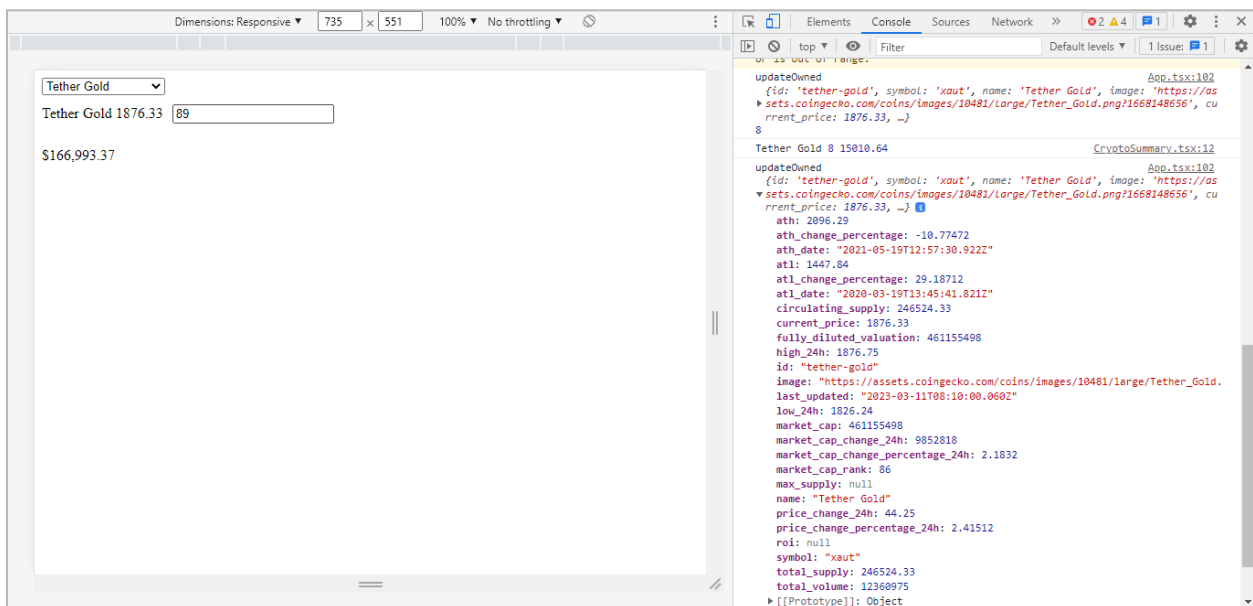 Dimensions: Responsive ▼ 735 × 551 100% ▼ No throttling ▼
Elements Console Sources Network » 2 4 1
top ▼ Filter Default levels ▼ 1 Issue: 1
Tether Gold
Tether Gold 1876.33 89
$166,993.37
or is out of range.
updateOwned App.tsx:102
{id: 'tether-gold', symbol: 'xaut', name: 'Tether Gold', image: 'https://as
sets.coingecko.com/coins/images/10481/large/Tether_Gold.png?1668148656', cu
rrent_price: 1876.33, …}
8
Tether Gold 8 15010.64 CryptoSummary.tsx:12
updateOwned App.tsx:102
{id: 'tether-gold', symbol: 'xaut', name: 'Tether Gold', image: 'https://as
sets.coingecko.com/coins/images/10481/large/Tether_Gold.png?1668148656', cu
rrent_price: 1876.33, …}
ath: 2096.29
ath_change_percentage: -10.77472
ath_date: "2021-05-19T12:57:30.922Z"
atl: 1447.84
atl_change_percentage: 29.18712
atl_date: "2020-03-19T13:45:41.821Z"
circulating_supply: 246524.33
current_price: 1876.33
fully_diluted_valuation: 461155498
high_24h: 1876.75
id: "tether-gold"
image: "https://assets.coingecko.com/coins/images/10481/large/Tether_Gold.
last_updated: "2023-03-11T08:10:00.060Z"
low_24h: 1826.24
market_cap: 461155498
market_cap_change_24h: 9852818
market_cap_change_percentage_24h: 2.1832
market_cap_rank: 86
max_supply: null
name: "Tether Gold"
price_change_24h: 44.25
price_change_percentage_24h: 2.41512
roi: null
symbol: "xaut"
total_supply: 246524.33
total_volume: 12360975
[[Prototype]]: Object